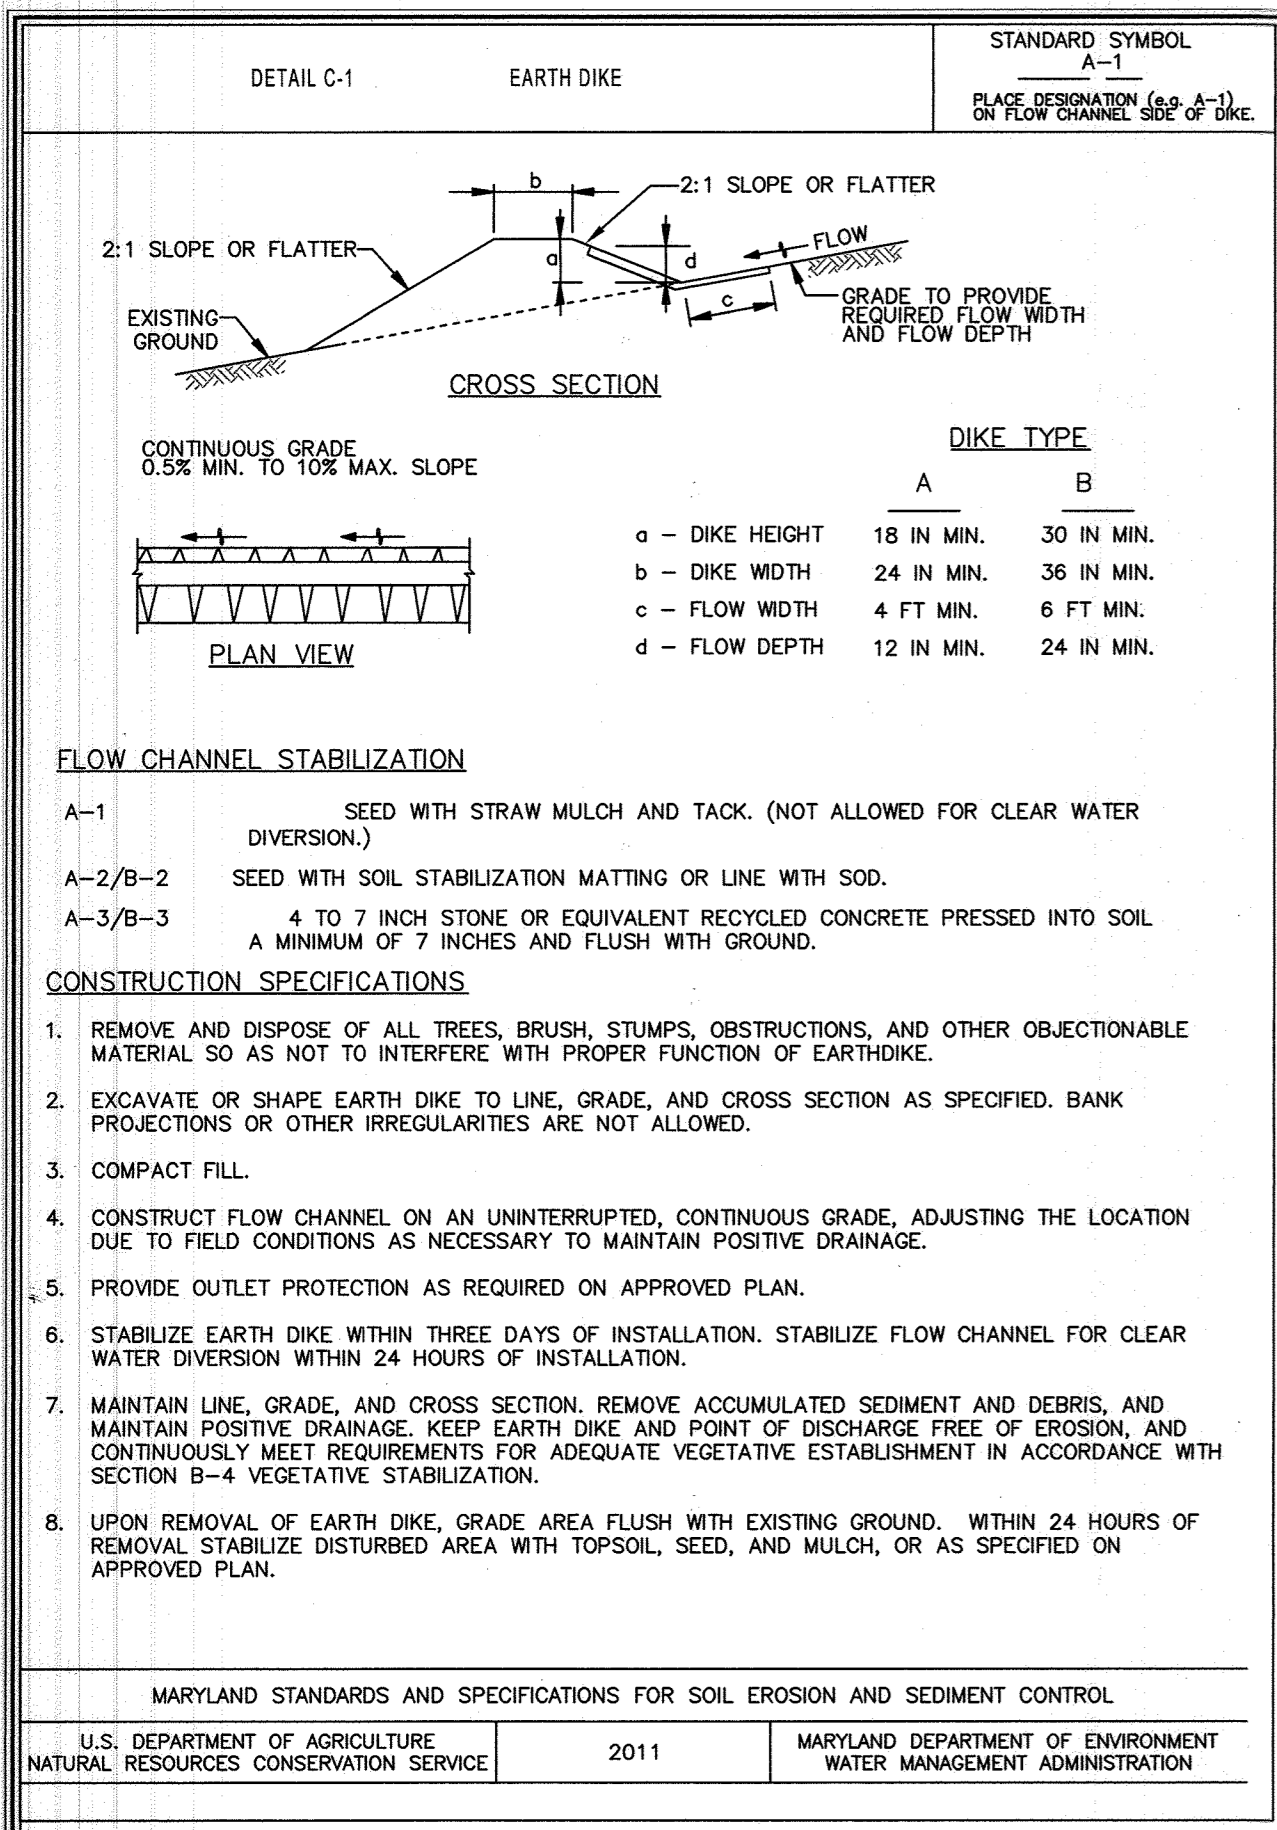 DETAIL C-1 EARTH DIKE
STANDARD SYMBOL
A-1
PLACE DESIGNATION (e.g. A-1)
ON FLOW CHANNEL SIDE OF DIKE.
b
2:1 SLOPE OR FLATTER
2:1 SLOPE OR FLATTER
a
d
FLOW
c
GRADE TO PROVIDE
REQUIRED FLOW WIDTH
AND FLOW DEPTH
EXISTING
GROUND
CROSS SECTION
CONTINUOUS GRADE
0.5% MIN. TO 10% MAX. SLOPE
PLAN VIEW
DIKE TYPE
A B
a - DIKE HEIGHT 18 IN MIN. 30 IN MIN.
b - DIKE WIDTH 24 IN MIN. 36 IN MIN.
c - FLOW WIDTH 4 FT MIN. 6 FT MIN.
d - FLOW DEPTH 12 IN MIN. 24 IN MIN.
FLOW CHANNEL STABILIZATION
A-1 SEED WITH STRAW MULCH AND TACK. (NOT ALLOWED FOR CLEAR WATER
DIVERSION.)
A-2/B-2 SEED WITH SOIL STABILIZATION MATTING OR LINE WITH SOD.
A-3/B-3 4 TO 7 INCH STONE OR EQUIVALENT RECYCLED CONCRETE PRESSED INTO SOIL
A MINIMUM OF 7 INCHES AND FLUSH WITH GROUND.
CONSTRUCTION SPECIFICATIONS
1. REMOVE AND DISPOSE OF ALL TREES, BRUSH, STUMPS, OBSTRUCTIONS, AND OTHER OBJECTIONABLE
MATERIAL SO AS NOT TO INTERFERE WITH PROPER FUNCTION OF EARTHDIKE.
2. EXCAVATE OR SHAPE EARTH DIKE TO LINE, GRADE, AND CROSS SECTION AS SPECIFIED. BANK
PROJECTIONS OR OTHER IRREGULARITIES ARE NOT ALLOWED.
3. COMPACT FILL.
4. CONSTRUCT FLOW CHANNEL ON AN UNINTERRUPTED, CONTINUOUS GRADE, ADJUSTING THE LOCATION
DUE TO FIELD CONDITIONS AS NECESSARY TO MAINTAIN POSITIVE DRAINAGE.
5. PROVIDE OUTLET PROTECTION AS REQUIRED ON APPROVED PLAN.
6. STABILIZE EARTH DIKE WITHIN THREE DAYS OF INSTALLATION. STABILIZE FLOW CHANNEL FOR CLEAR
WATER DIVERSION WITHIN 24 HOURS OF INSTALLATION.
7. MAINTAIN LINE, GRADE, AND CROSS SECTION. REMOVE ACCUMULATED SEDIMENT AND DEBRIS, AND
MAINTAIN POSITIVE DRAINAGE. KEEP EARTH DIKE AND POINT OF DISCHARGE FREE OF EROSION, AND
CONTINUOUSLY MEET REQUIREMENTS FOR ADEQUATE VEGETATIVE ESTABLISHMENT IN ACCORDANCE WITH
SECTION B-4 VEGETATIVE STABILIZATION.
8. UPON REMOVAL OF EARTH DIKE, GRADE AREA FLUSH WITH EXISTING GROUND. WITHIN 24 HOURS OF
REMOVAL STABILIZE DISTURBED AREA WITH TOPSOIL, SEED, AND MULCH, OR AS SPECIFIED ON
APPROVED PLAN.
MARYLAND STANDARDS AND SPECIFICATIONS FOR SOIL EROSION AND SEDIMENT CONTROL
U.S. DEPARTMENT OF AGRICULTURE
NATURAL RESOURCES CONSERVATION SERVICE
2011
MARYLAND DEPARTMENT OF ENVIRONMENT
WATER MANAGEMENT ADMINISTRATION